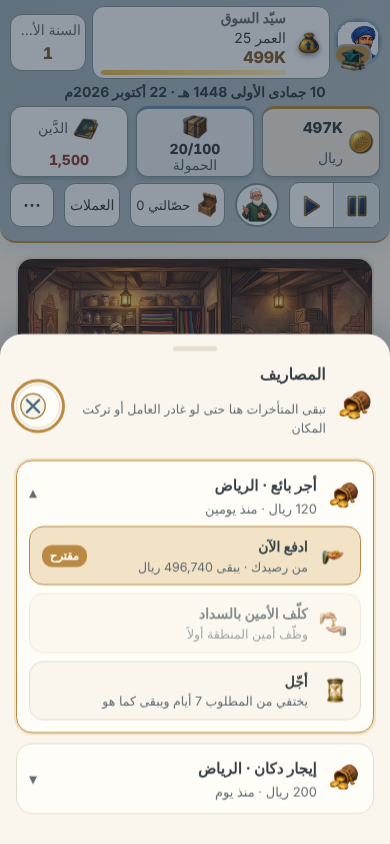 سيّد السوق
العمر 25
499K
السنة الأ...
1
10 جمادى الأولى 1448 هـ · 22 أكتوبر 2026م
497K
ريال
20/100
الحمولة
الدَّين
1,500
حصّالتي 0
العملات
...
المصاريف
تبقى المتأخرات هنا حتى لو غادر العامل أو تركت
المكان
أجر بائع · الرياض
120 ريال · منذ يومين
ادفع الآن
من رصيدك · يبقى 496,740 ريال
مقترح
كلّف الأمين بالسداد
وظّف أمين المنطقة أولاً
أجّل
يختفي من المطلوب 7 أيام ويبقى كما هو
إيجار دكان · الرياض
200 ريال · منذ يوم